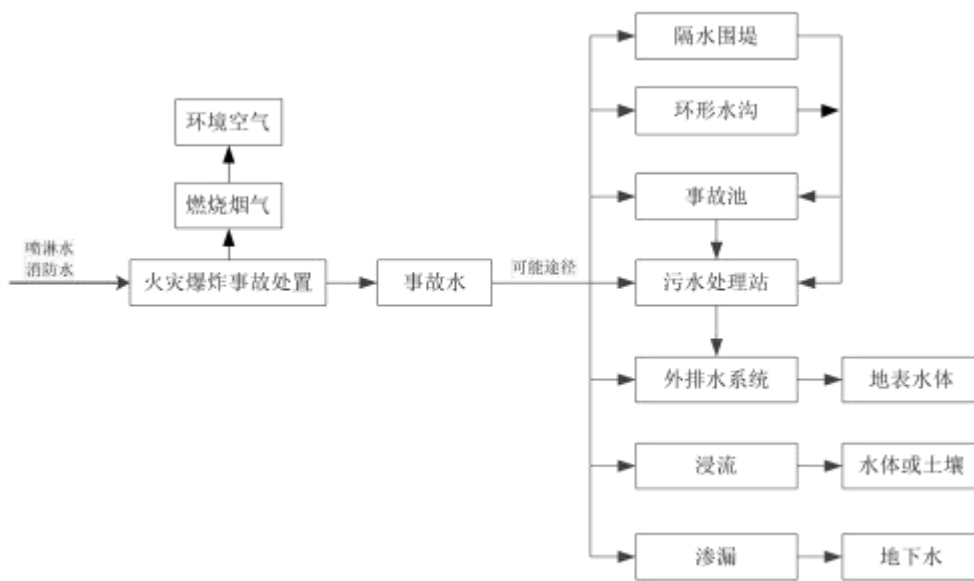 隔水围堤
环境空气
环形水沟
燃烧烟气
事故池
喷淋水
消防水
火灾爆炸事故处置
事故水
可能途径
污水处理站
外排水系统
地表水体
浸流
水体或土壤
渗漏
地下水